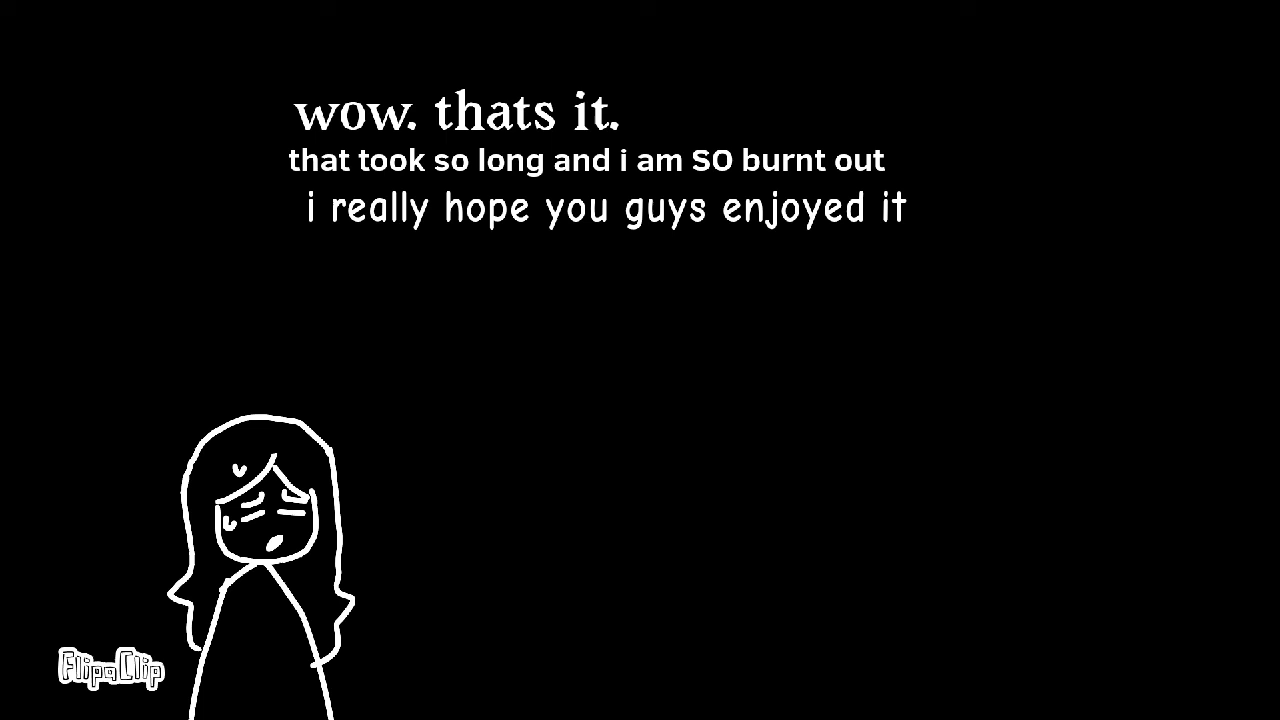 wow. thats it.
that took so long and i am SO burnt out
i really hope you guys enjoyed it
FlipaClip